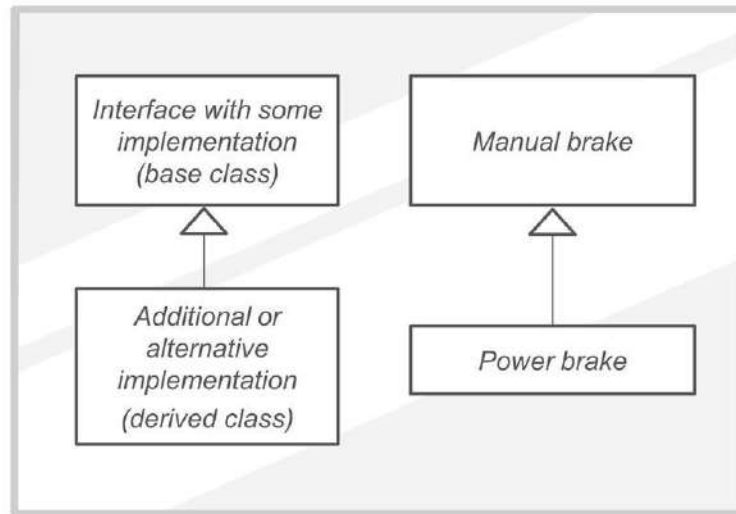 Interface with some
implementation
(base class)
Manual brake
Additional or
alternative
implementation
(derived class)
Power brake